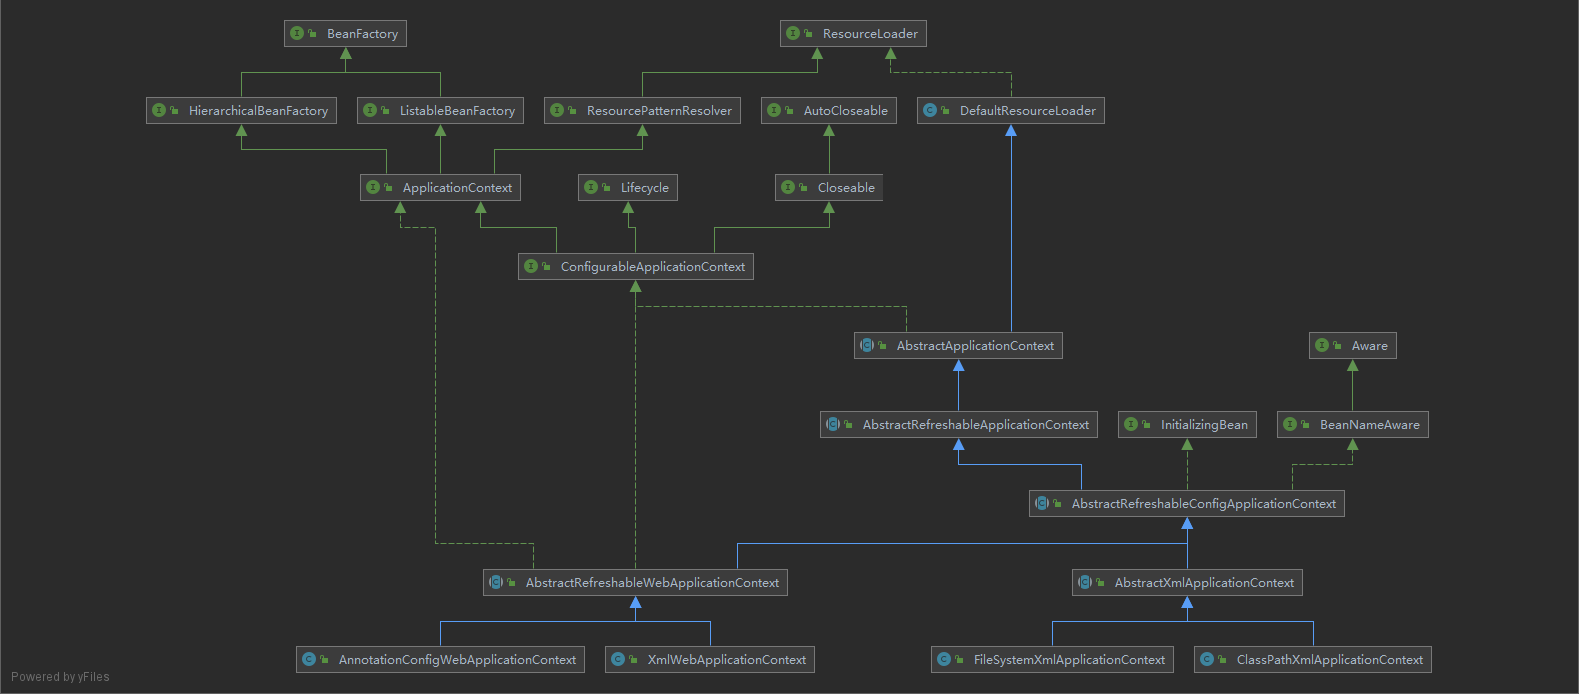 BeanFactory
ResourceLoader
HierarchicalBeanFactory
ListableBeanFactory
ResourcePatternResolver
AutoCloseable
DefaultResourceLoader
ApplicationContext
Lifecycle
Closeable
ConfigurableApplicationContext
AbstractApplicationContext
Aware
AbstractRefreshableApplicationContext
InitializingBean
BeanNameAware
AbstractRefreshableConfigApplicationContext
AbstractRefreshableWebApplicationContext
AbstractXmlApplicationContext
AnnotationConfigWebApplicationContext
XmlWebApplicationContext
FileSystemXmlApplicationContext
ClassPathXmlApplicationContext
Powered by yFiles